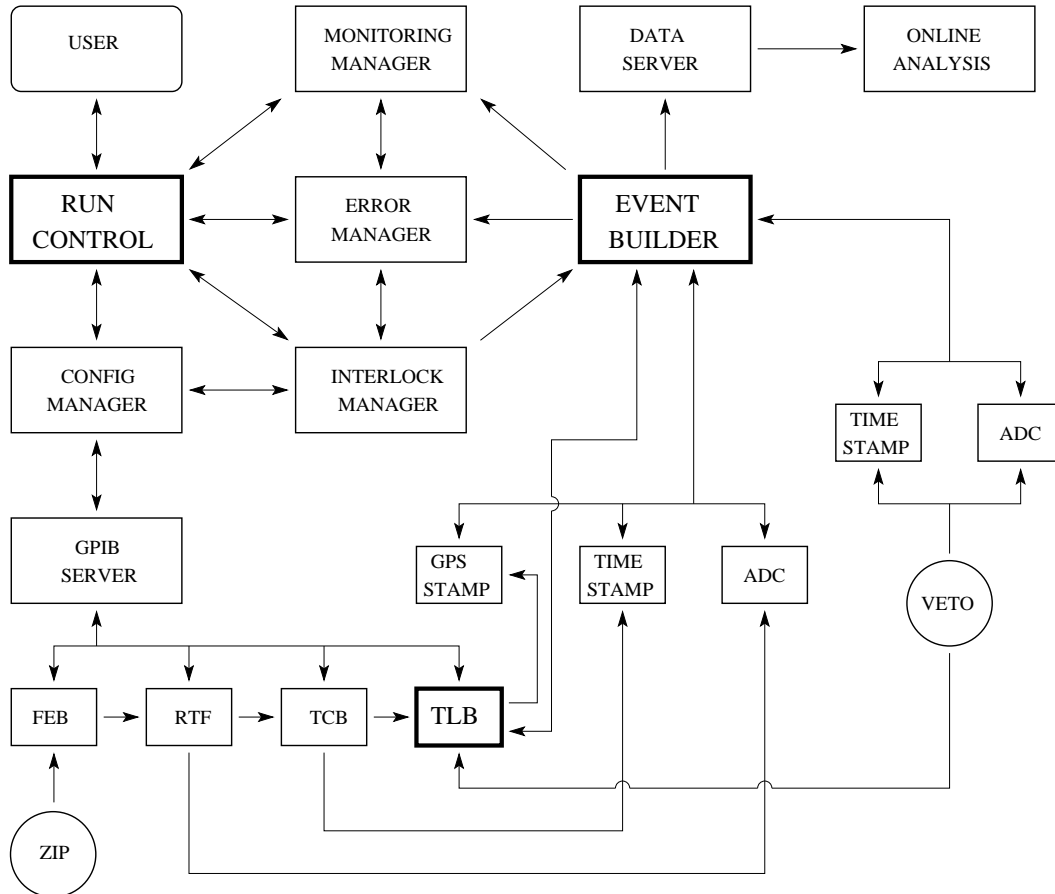 USER
MONITORING
MANAGER
DATA
SERVER
ONLINE
ANALYSIS
RUN
CONTROL
ERROR
MANAGER
EVENT
BUILDER
CONFIG
MANAGER
INTERLOCK
MANAGER
TIME
STAMP
ADC
GPIB
SERVER
GPS
STAMP
TIME
STAMP
ADC
VETO
FEB
RTF
TCB
TLB
ZIP